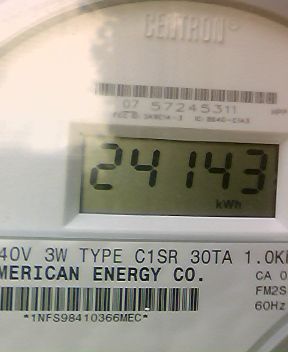 CENTRON®
07 57245311
24143
kWh
40V 3W TYPE C1SR 30TA 1.0K
MERICAN ENERGY CO.
CA 0
FM2S
60Hz
*1NFS98410366MEC*